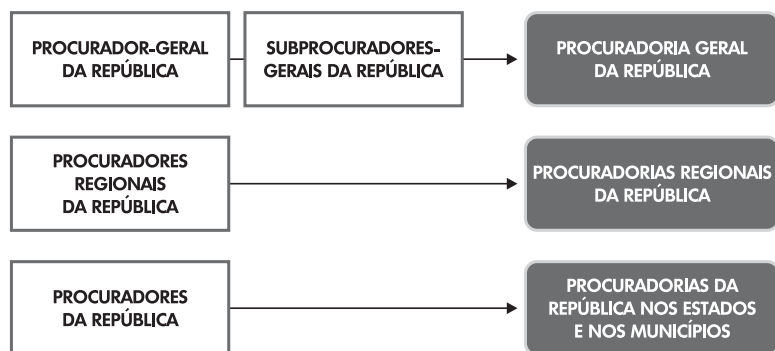 PROCURADOR-GERAL
DA REPÚBLICA
SUBPROCURADORES-
GERAIS DA REPÚBLICA
PROCURADORIA GERAL
DA REPÚBLICA
PROCURADORES
REGIONAIS
DA REPÚBLICA
PROCURADORIAS REGIONAIS
DA REPÚBLICA
PROCURADORES
DA REPÚBLICA
PROCURADORIAS DA
REPÚBLICA NOS ESTADOS
E NOS MUNICÍPIOS